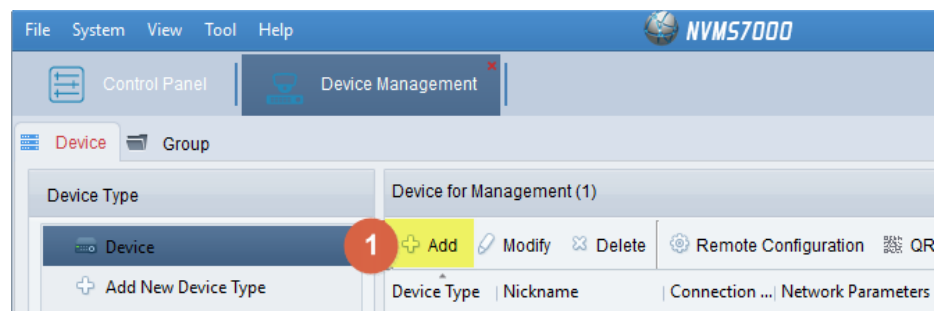 File System View Tool Help NVMS7000
Control Panel Device Management
Device Group
Device Type Device for Management (1)
Device 1 Add Modify Delete Remote Configuration QR
Add New Device Type Device Type Nickname Connection ... Network Parameters